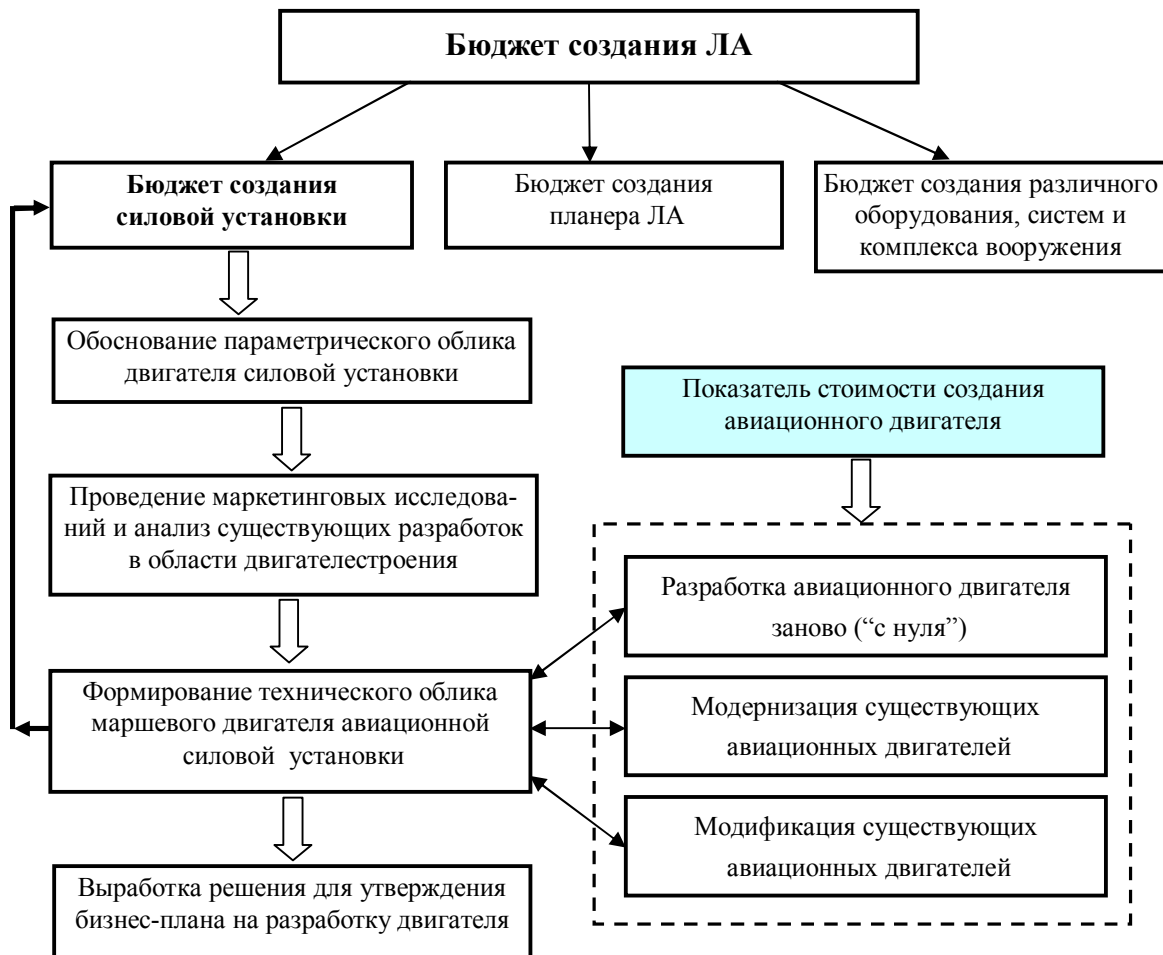 Бюджет создания ЛА
Бюджет создания
силовой установки
Бюджет создания
планера ЛА
Бюджет создания различного
оборудования, систем и
комплекса вооружения
Обоснование параметрического облика
двигателя силовой установки
Показатель стоимости создания
авиационного двигателя
Проведение маркетинговых исследова-
ний и анализ существующих разработок
в области двигателестроения
Разработка авиационного двигателя
заново (“с нуля”)
Формирование технического облика
маршевого двигателя авиационной
силовой установки
Модернизация существующих
авиационных двигателей
Модификация существующих
авиационных двигателей
Выработка решения для утверждения
бизнес-плана на разработку двигателя